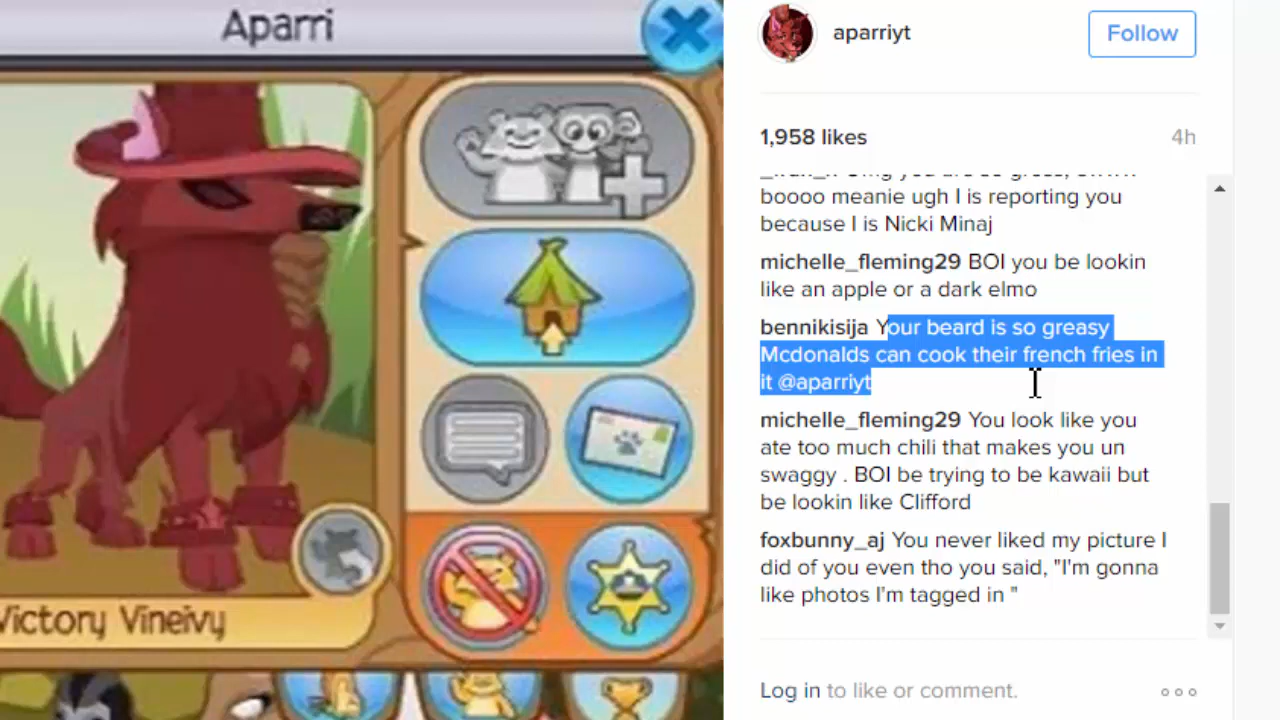 Aparri
Victory Vineivy
aparriyt
Follow
1,958 likes
4h
boooo meanie ugh I is reporting you
because I is Nicki Minaj
michelle_fleming29 BOI you be lookin
like an apple or a dark elmo
bennikisija Your beard is so greasy
Mcdonalds can cook their french fries in
it @aparriyt
michelle_fleming29 You look like you
ate too much chili that makes you un
swaggy . BOI be trying to be kawaii but
be lookin like Clifford
foxbunny_aj You never liked my picture I
did of you even tho you said, "I'm gonna
like photos I'm tagged in "
Log in to like or comment.